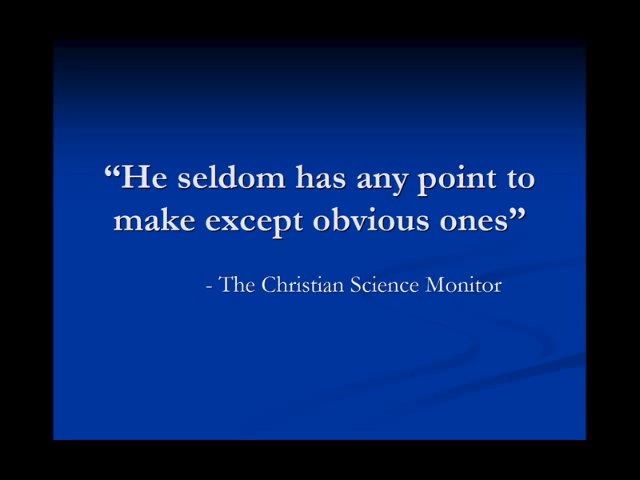 “He seldom has any point to
make except obvious ones”
- The Christian Science Monitor